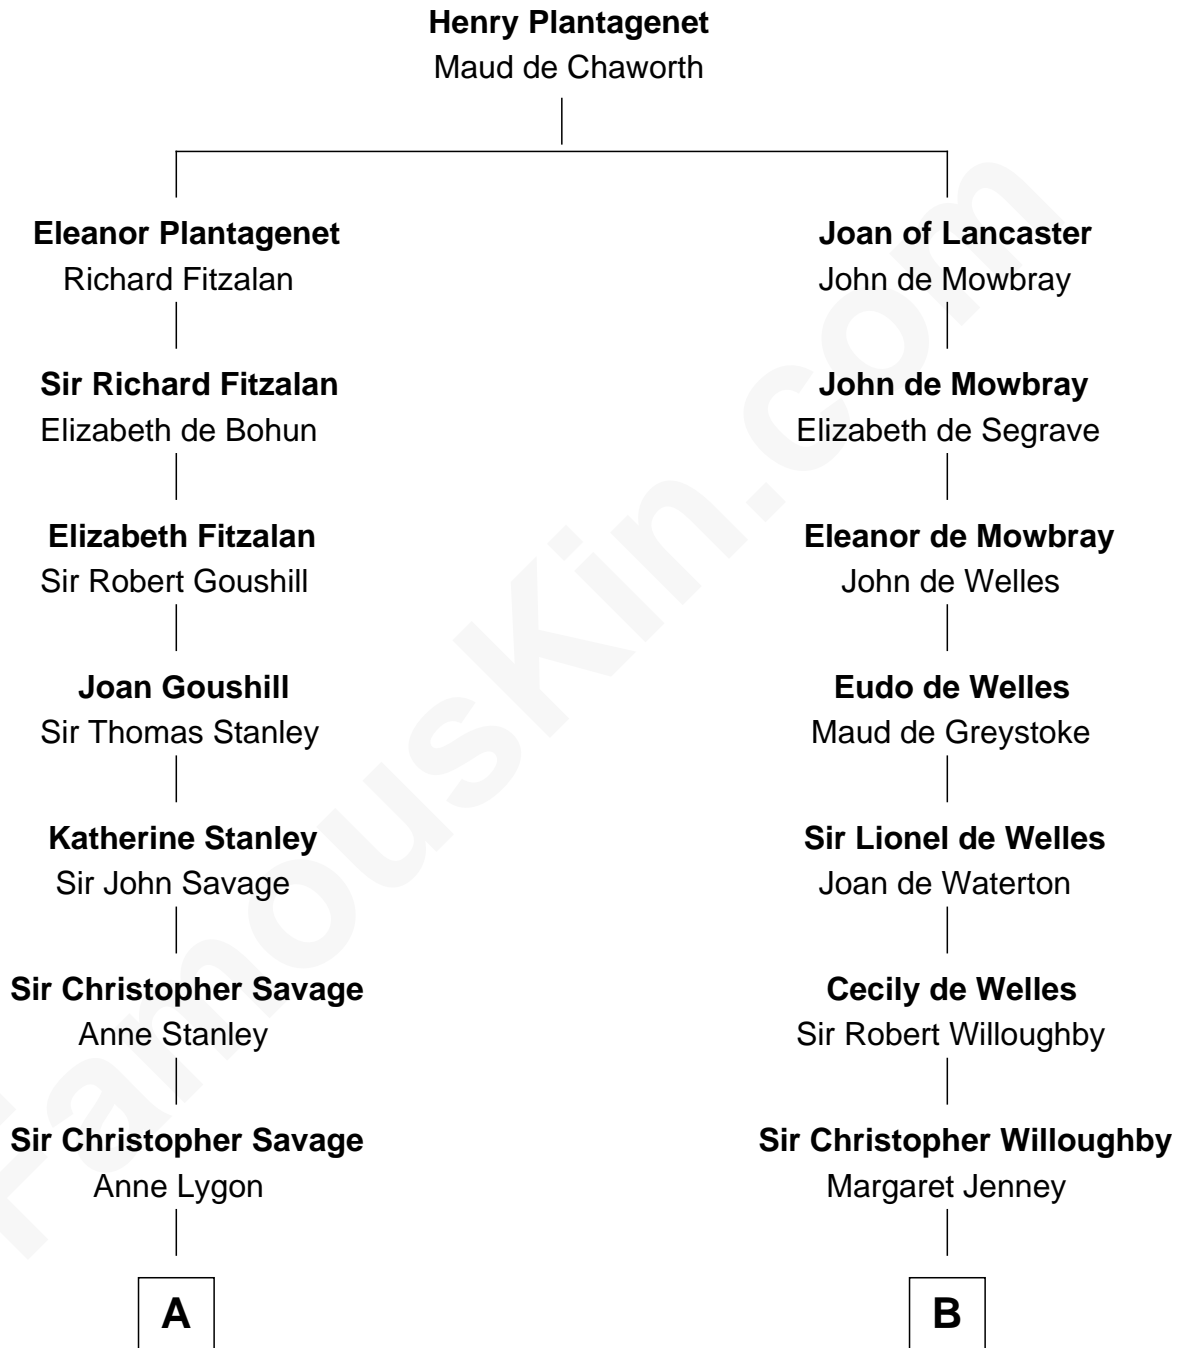 Henry Plantagenet
Maud de Chaworth
Eleanor Plantagenet
Richard Fitzalan
Joan of Lancaster
John de Mowbray
Sir Richard Fitzalan
Elizabeth de Bohun
John de Mowbray
Elizabeth de Segrave
Elizabeth Fitzalan
Sir Robert Goushill
Eleanor de Mowbray
John de Welles
Joan Goushill
Sir Thomas Stanley
Eudo de Welles
Maud de Greystoke
Katherine Stanley
Sir John Savage
Sir Lionel de Welles
Joan de Waterton
Sir Christopher Savage
Anne Stanley
Cecily de Welles
Sir Robert Willoughby
Sir Christopher Savage
Anne Lygon
Sir Christopher Willoughby
Margaret Jenney
A
B
FamousKin.com